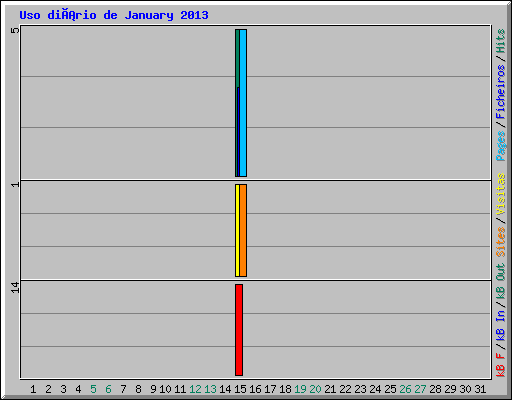 Uso diÃ¡rio de January 2013
5
1
14
kB F / kB In / kB Out Sites / Visitas Pages / Ficheiros / Hits
1 2 3 4 5 6 7 8 9 10 11 12 13 14 15 16 17 18 19 20 21 22 23 24 25 26 27 28 29 30 31